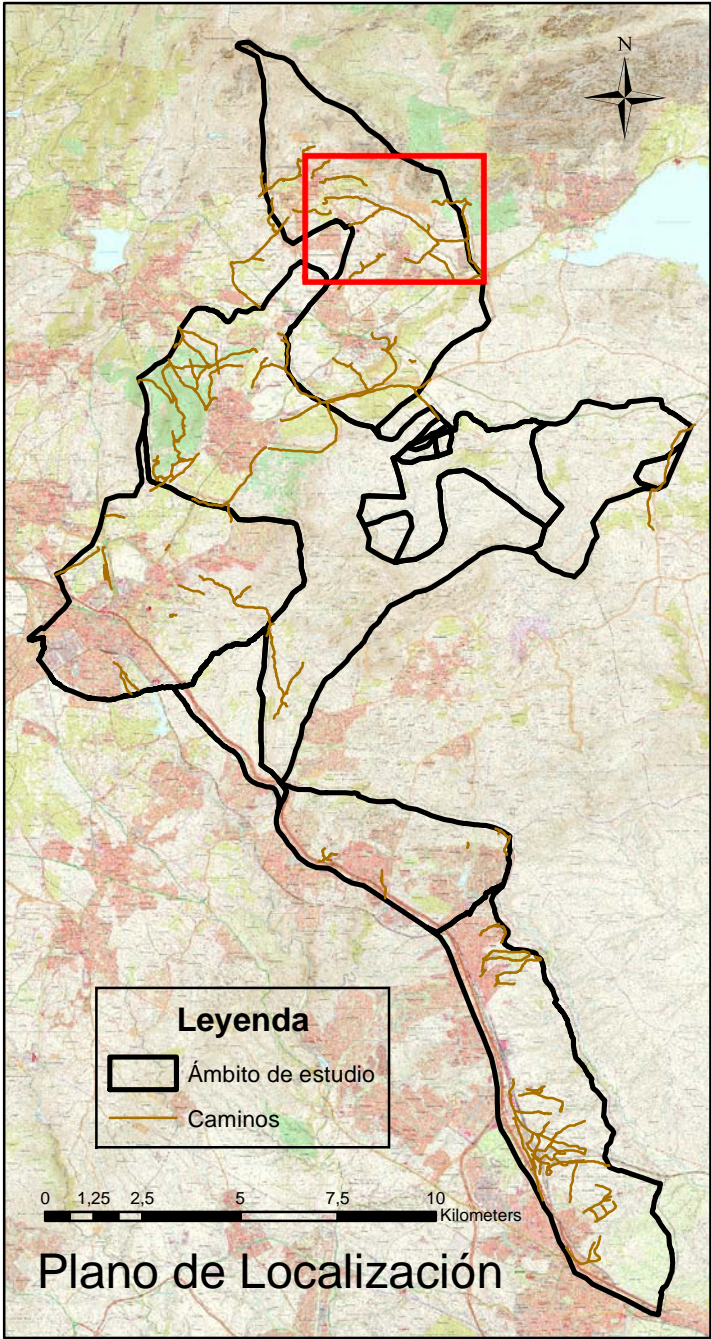 N
Leyenda
Ámbito de estudio
Caminos
0 1,25 2,5 5 7,5 10
Kilometers
Plano de Localización